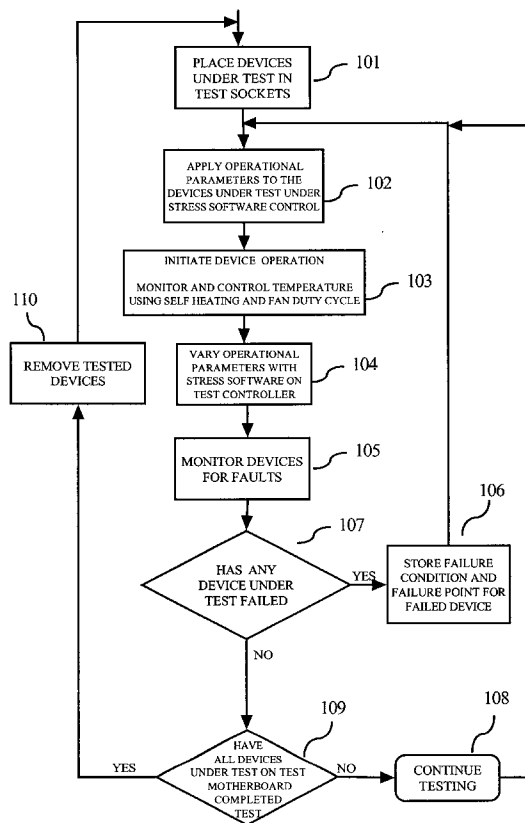 PLACE DEVICES
UNDER TEST IN
TEST SOCKETS
101
APPLY OPERATIONAL
PARAMETERS TO THE
DEVICES UNDER TEST UNDER
STRESS SOFTWARE CONTROL
102
INITIATE DEVICE OPERATION
MONITOR AND CONTROL TEMPERATURE
USING SELF HEATING AND FAN DUTY CYCLE
103
110
REMOVE TESTED
DEVICES
VARY OPERATIONAL
PARAMETERS WITH
STRESS SOFTWARE ON
TEST CONTROLLER
104
MONITOR DEVICES
FOR FAULTS
105
107
HAS ANY
DEVICE UNDER
TEST FAILED
YES
106
STORE FAILURE
CONDITION AND
FAILURE POINT FOR
FAILED DEVICE
NO
109
HAVE
ALL DEVICES
UNDER TEST ON TEST
MOTHERBOARD
COMPLETED
TEST
YES
NO
108
CONTINUE
TESTING